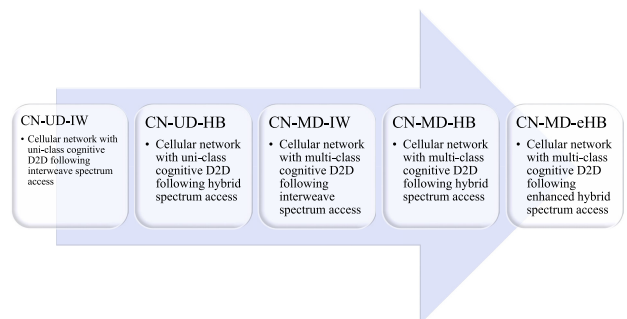 CN-UD-IW
• Cellular network with
uni-class cognitive
D2D following
interweave spectrum
access
CN-UD-HB
• Cellular network
with uni-class
cognitive D2D
following hybrid
spectrum access
CN-MD-IW
• Cellular network
with multi-class
cognitive D2D
following
interweave
spectrum access
CN-MD-HB
• Cellular network
with multi-class
cognitive D2D
following hybrid
spectrum access
CN-MD-eHB
• Cellular network
with multi-class
cognitive D2D
following
enhanced hybrid
spectrum access